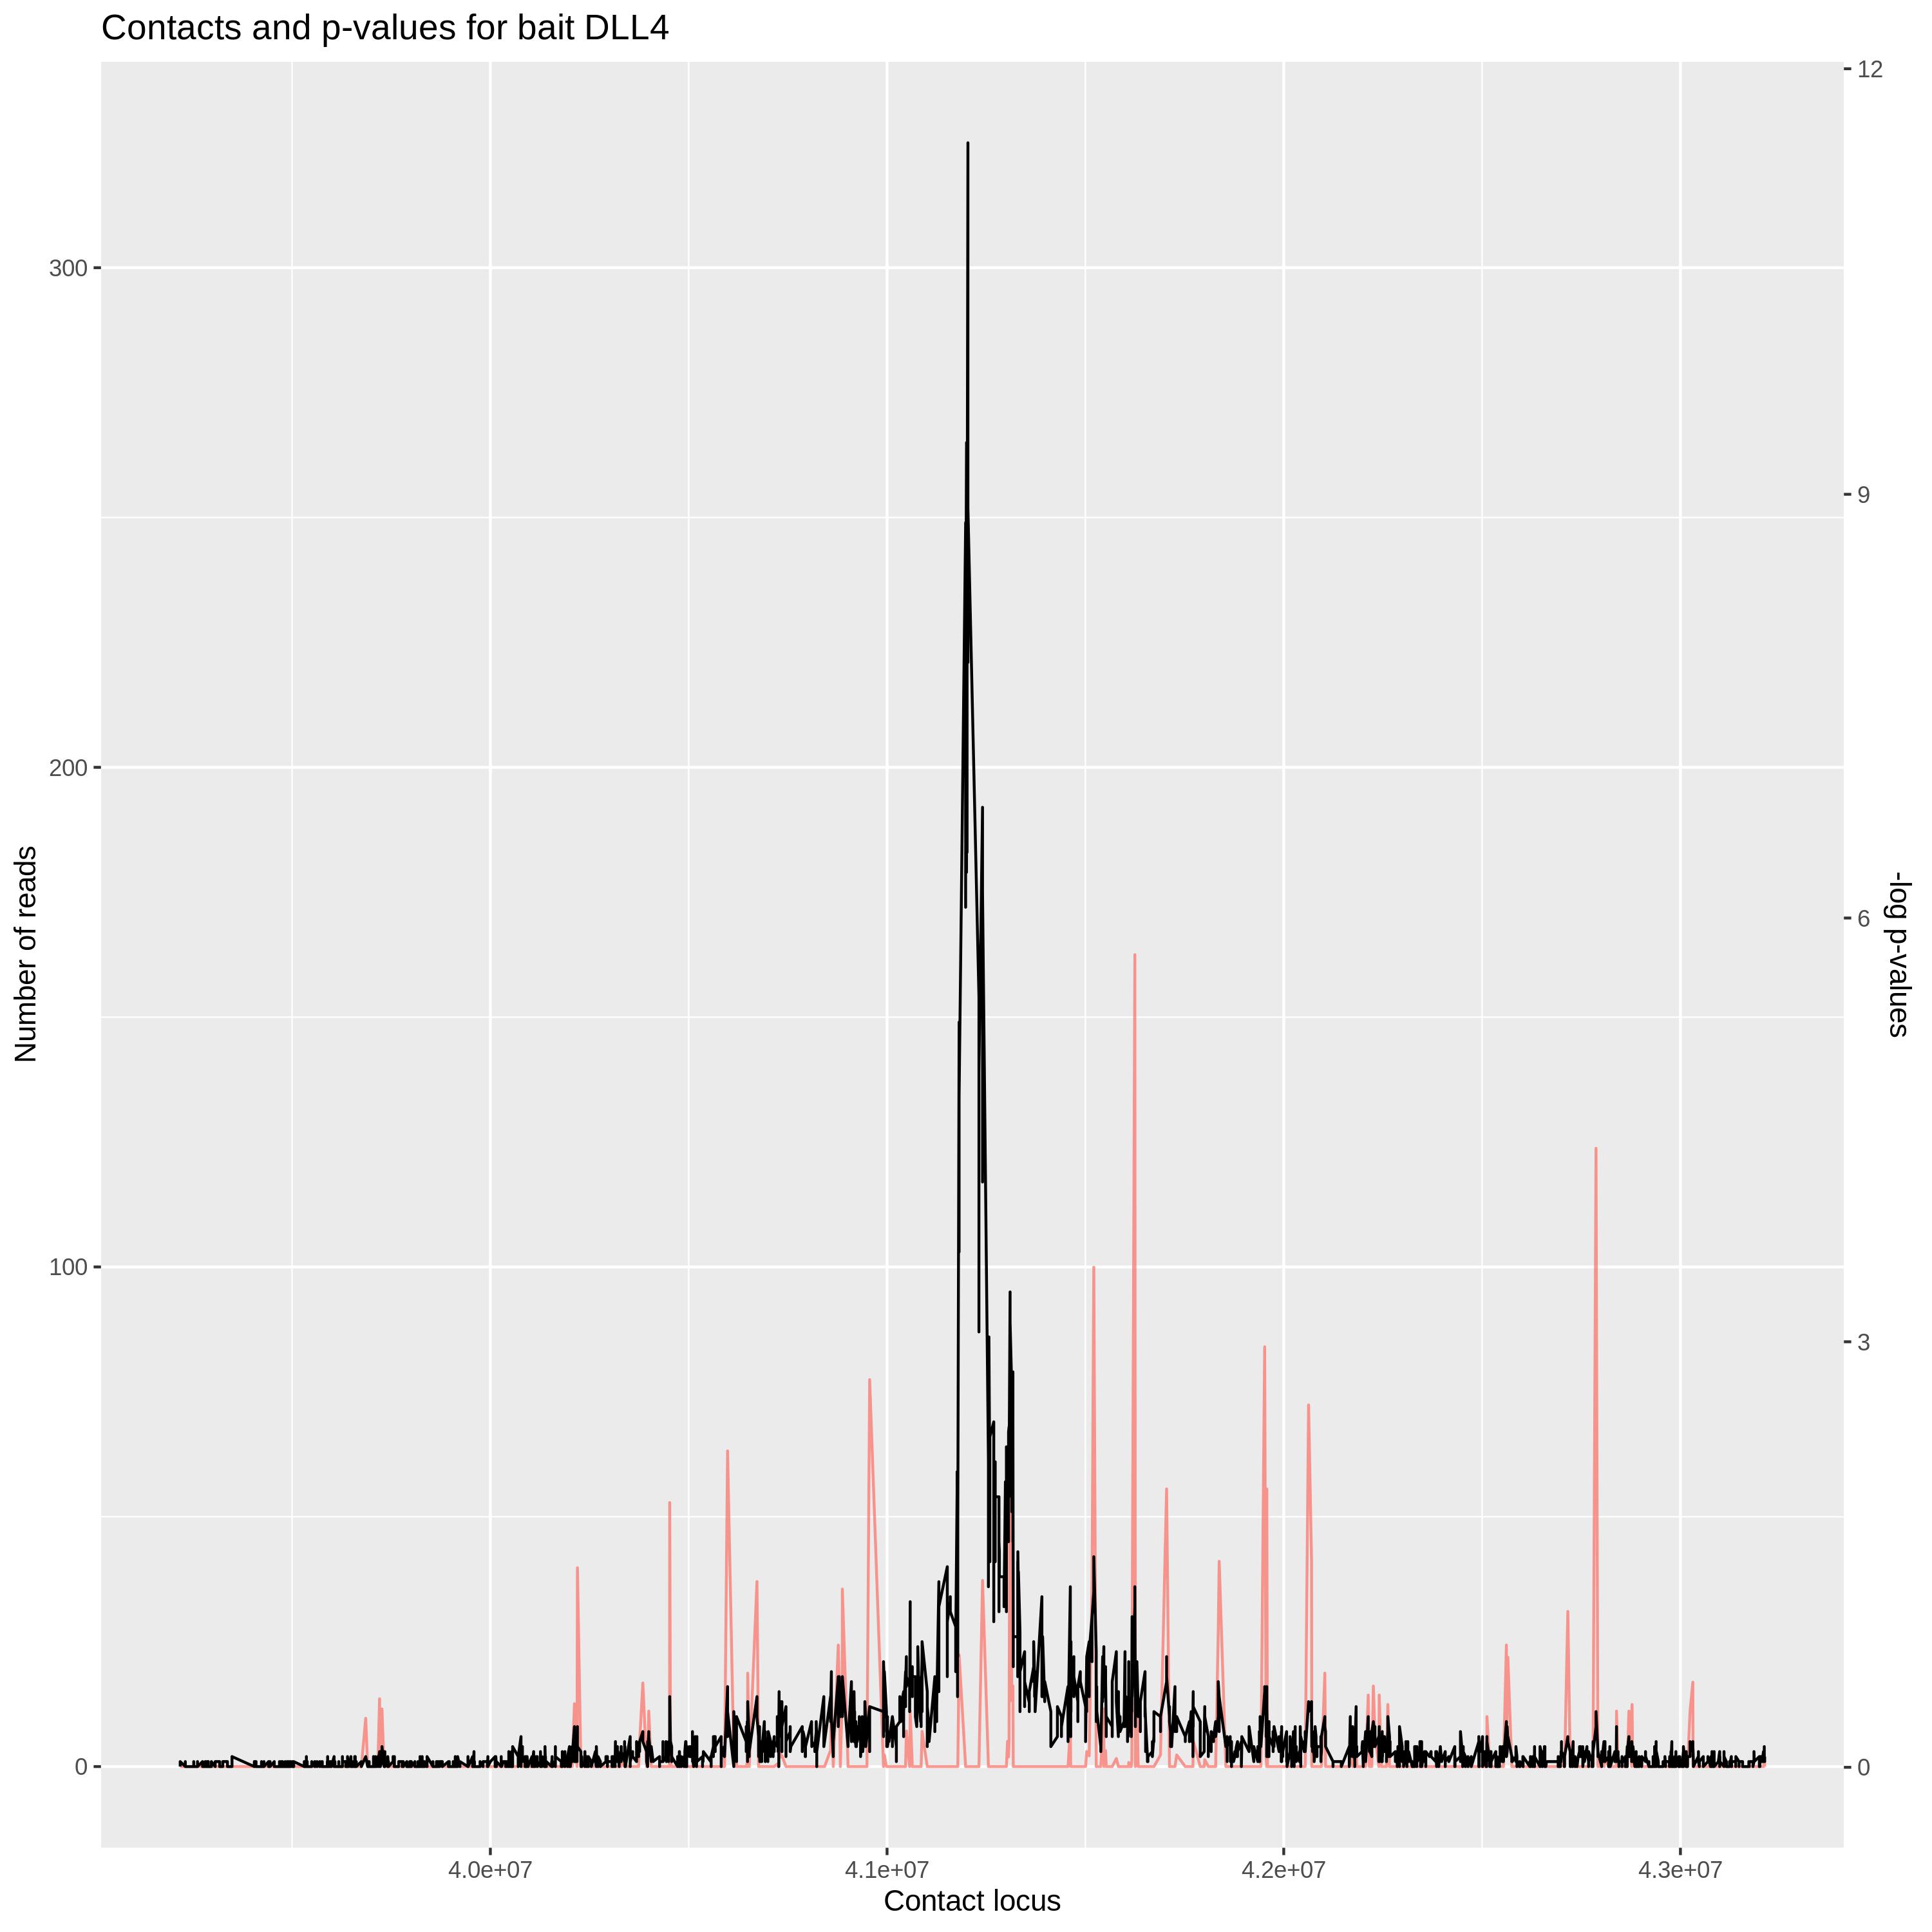 Contacts and p-values for bait DLL4
Number of reads
300
200
100
0
12
9
6
3
0
-log p-values
4.0e+07
4.1e+07
4.2e+07
4.3e+07
Contact locus